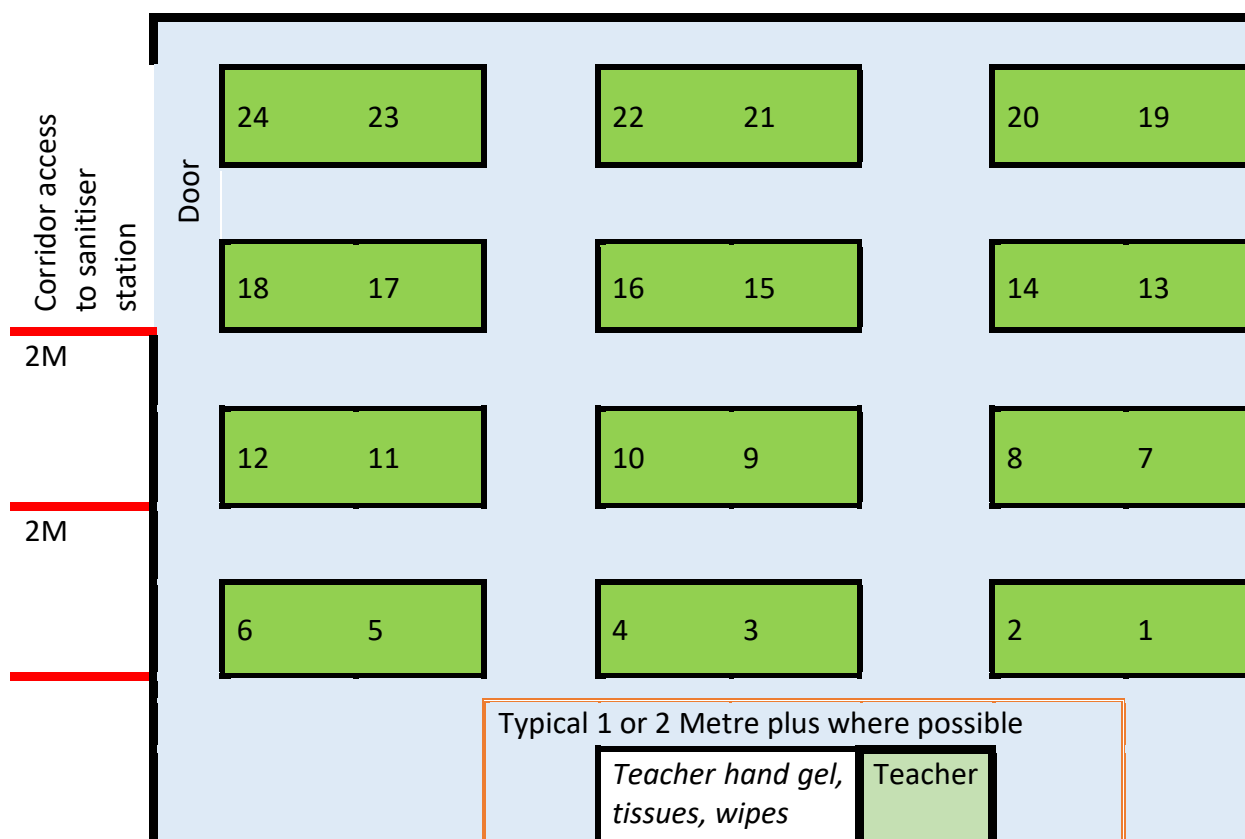 Corridor access
to sanitiser
station
Door
24 23 22 21 20 19
18 17 16 15 14 13
2M
12 11 10 9 8 7
2M
6 5 4 3 2 1
Typical 1 or 2 Metre plus where possible
Teacher hand gel,
tissues, wipes
Teacher